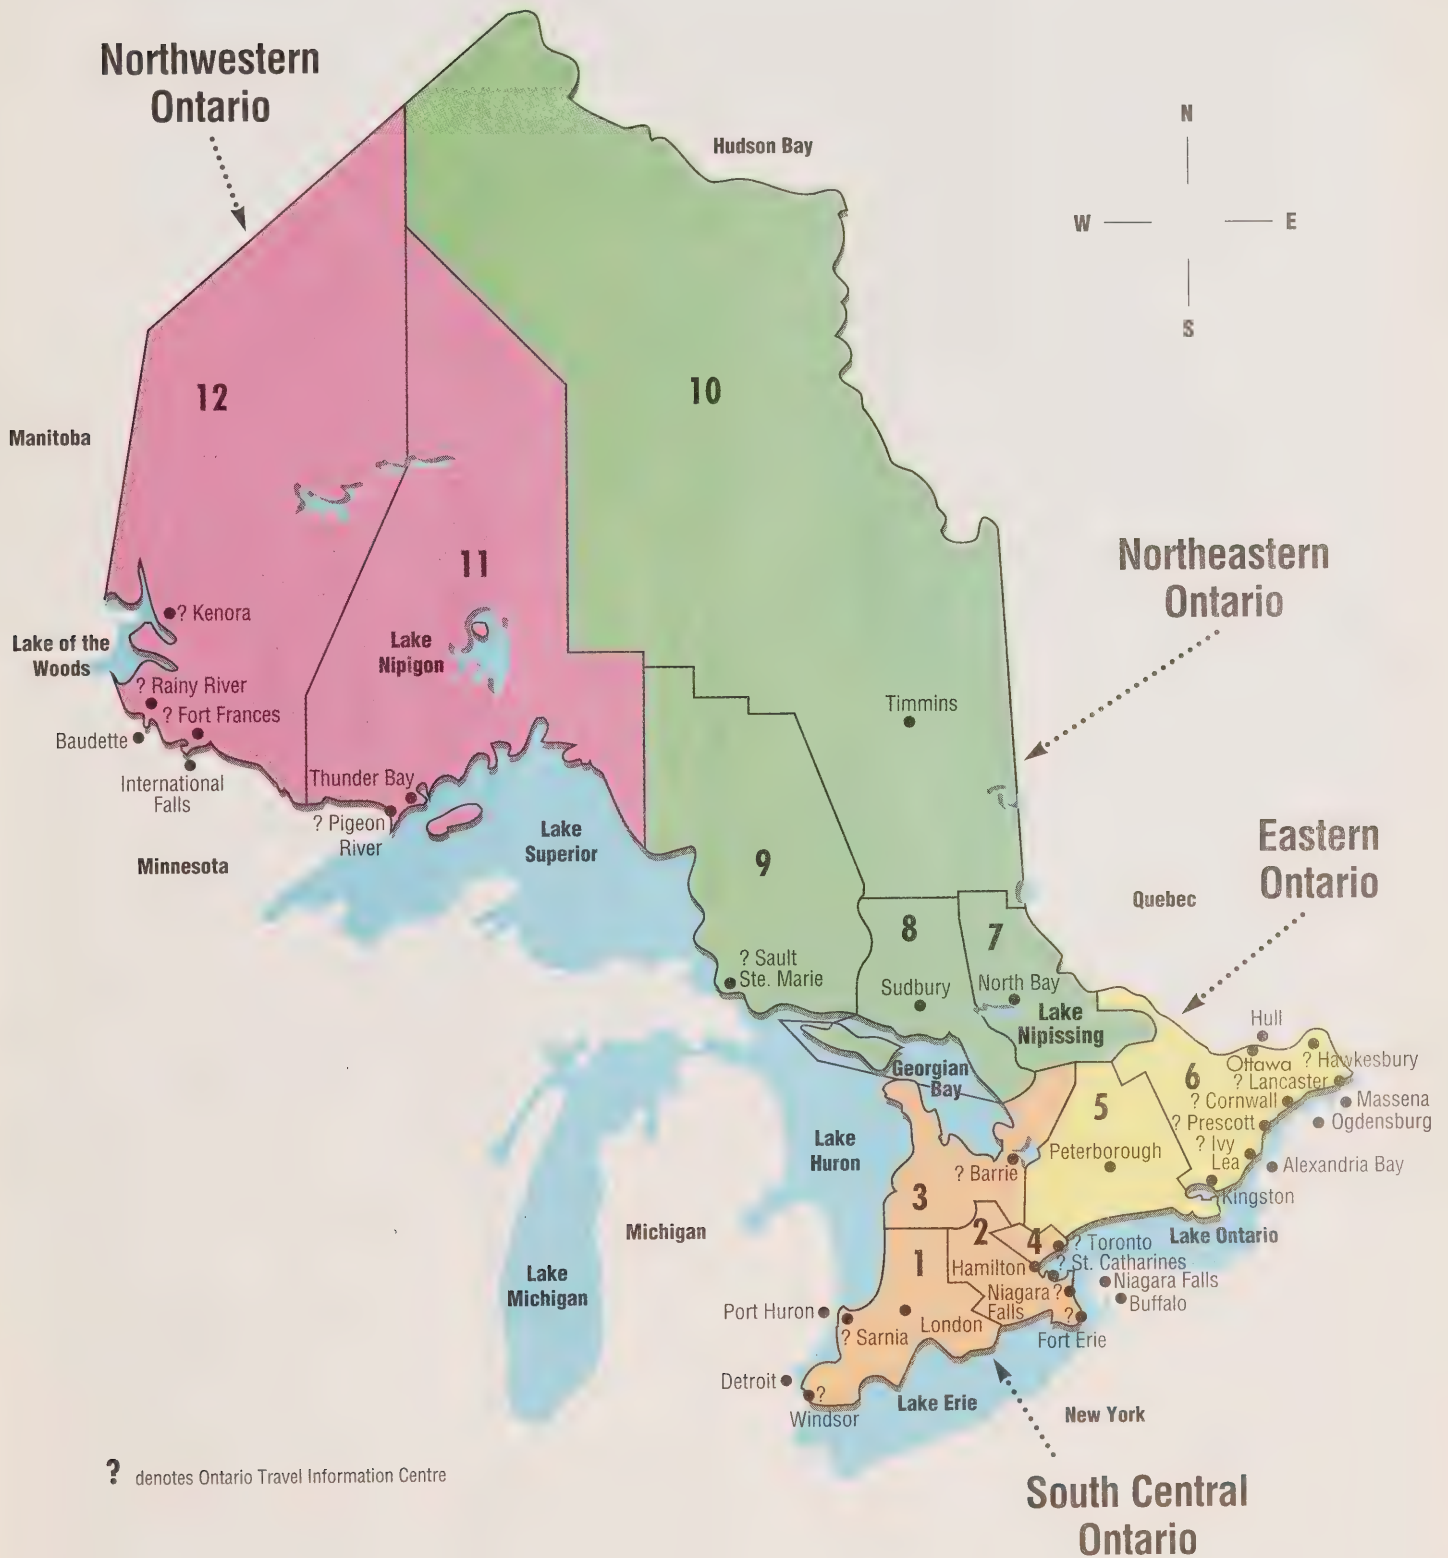 Northwestern
Ontario
Hudson Bay
N
W
E
S
12
10
Manitoba
11
Northeastern
Ontario
? Kenora
Lake of the
Woods
Lake
Nipigon
? Rainy River
? Fort Frances
Baudette
International
Falls
Timmins
Thunder Bay
? Pigeon
River
Minnesota
Lake
Superior
Eastern
Ontario
9
Quebec
8
7
? Sault
Ste. Marie
Sudbury
North Bay
Lake
Nipissing
Hull
Ottawa
? Hawkesbury
Georgian
Bay
6
? Lancaster
5
? Cornwall
Massena
? Prescott
Ogdensburg
Lake
Huron
Peterborough
? Ivy
Lea
Alexandria Bay
? Barrie
Kingston
3
Michigan
2
4
? Toronto
Lake Ontario
1
Hamilton
? St. Catharines
Lake
Michigan
Niagara ?
Falls
Niagara Falls
Buffalo
Port Huron
London
?
Fort Erie
? Sarnia
Detroit
?
Windsor
Lake Erie
New York
? denotes Ontario Travel Information Centre
South Central
Ontario